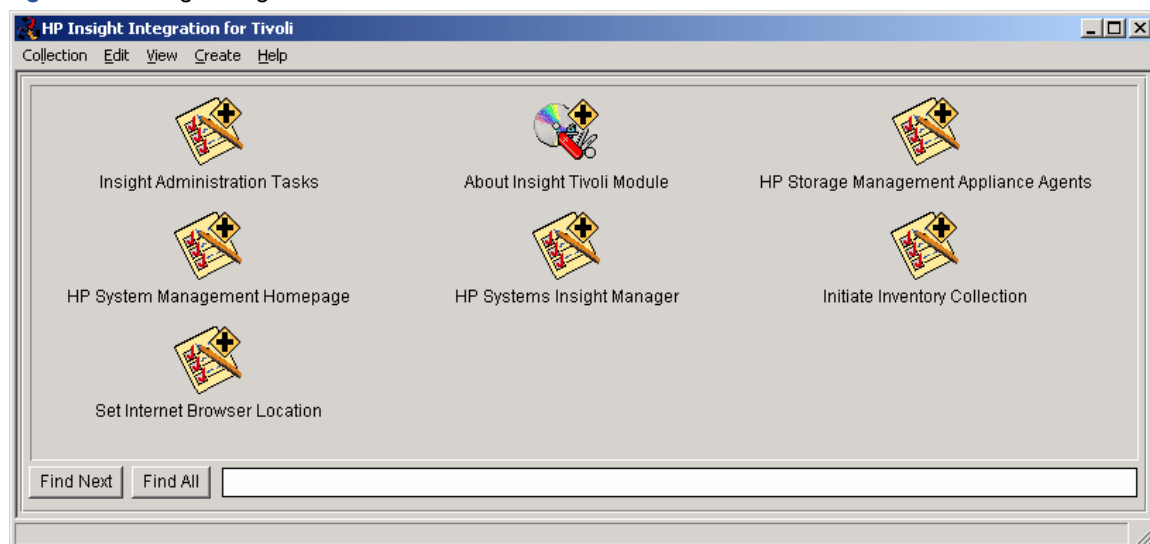 HP Insight Integration for Tivoli
Collection Edit View Create Help
Insight Administration Tasks About Insight Tivoli Module HP Storage Management Appliance Agents
HP System Management Homepage HP Systems Insight Manager Initiate Inventory Collection
Set Internet Browser Location
Find Next Find All